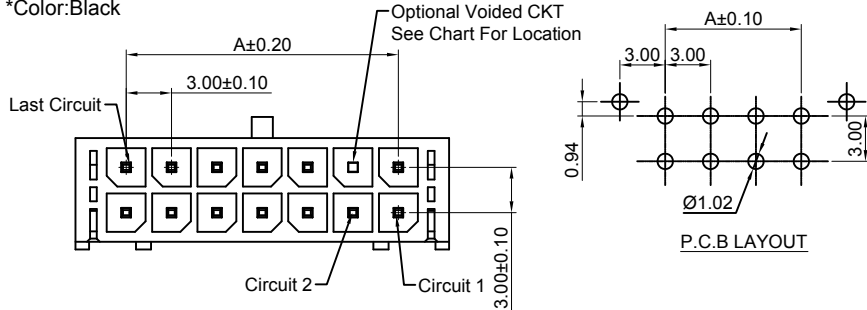 *Color:Black
Optional Voided CKT
See Chart For Location
A±0.20
3.00±0.10
Last Circuit
Circuit 2
Circuit 1
3.00±0.10
A±0.10
3.00
3.00
0.94
3.00
Ø1.02
P.C.B LAYOUT